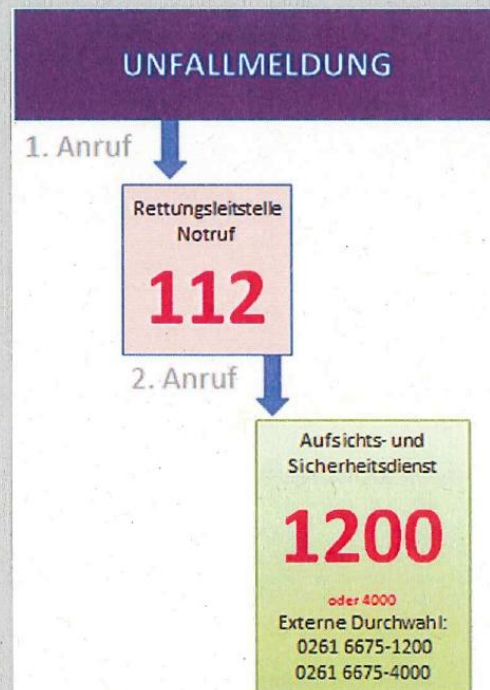 UNFALLMELDUNG
1. Anruf
Rettungsleitstelle
Notruf
112
2. Anruf
Aufsichts- und
Sicherheitsdienst
1200
oder 4000
Externe Durchwahl:
0261 6675-1200
0261 6675-4000